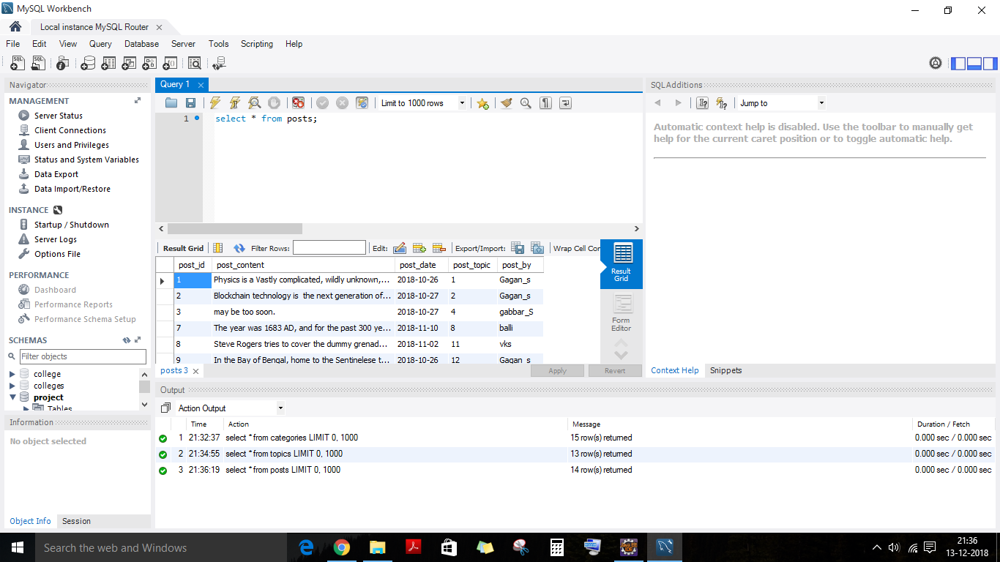 MySQL Workbench
Local instance MySQL Router
File Edit View Query Database Server Tools Scripting Help
Navigator
MANAGEMENT
Server Status
Client Connections
Users and Privileges
Status and System Variables
Data Export
Data Import/Restore
INSTANCE
Startup / Shutdown
Server Logs
Options File
PERFORMANCE
Dashboard
Performance Reports
Performance Schema Setup
SCHEMAS
Filter objects
college
colleges
project
Tables
Information
No object selected
Object Info Session
Query 1
Limit to 1000 rows
1 select * from posts;
Result Grid Filter Rows: Edit: Export/Import: Wrap Cell Con
post_id post_content post_date post_topic post_by
1 Physics is a Vastly complicated, wildly unknown,... 2018-10-26 1 Gagan_s
2 Blockchain technology is the next generation of... 2018-10-27 2 Gagan_s
3 may be too soon. 2018-10-27 4 gabbar_S
7 The year was 1683 AD, and for the past 300 ye... 2018-11-10 8 balli
8 Steve Rogers tries to cover the dummy grenad... 2018-11-02 11 vks
9 In the Bay of Bengal, home to the Sentinelese t... 2018-10-26 12 Gagan_s
Result
Grid
Form
Editor
posts 3 Apply Revert
SQLAdditions
Jump to
Automatic context help is disabled. Use the toolbar to manually get
help for the current caret position or to toggle automatic help.
Context Help Snippets
Output
Action Output
Time Action Message Duration / Fetch
1 21:32:37 select * from categories LIMIT 0, 1000 15 row(s) returned 0.000 sec / 0.000 sec
2 21:34:55 select * from topics LIMIT 0, 1000 13 row(s) returned 0.000 sec / 0.000 sec
3 21:36:19 select * from posts LIMIT 0, 1000 14 row(s) returned 0.000 sec / 0.000 sec
Search the web and Windows
21:36
13-12-2018